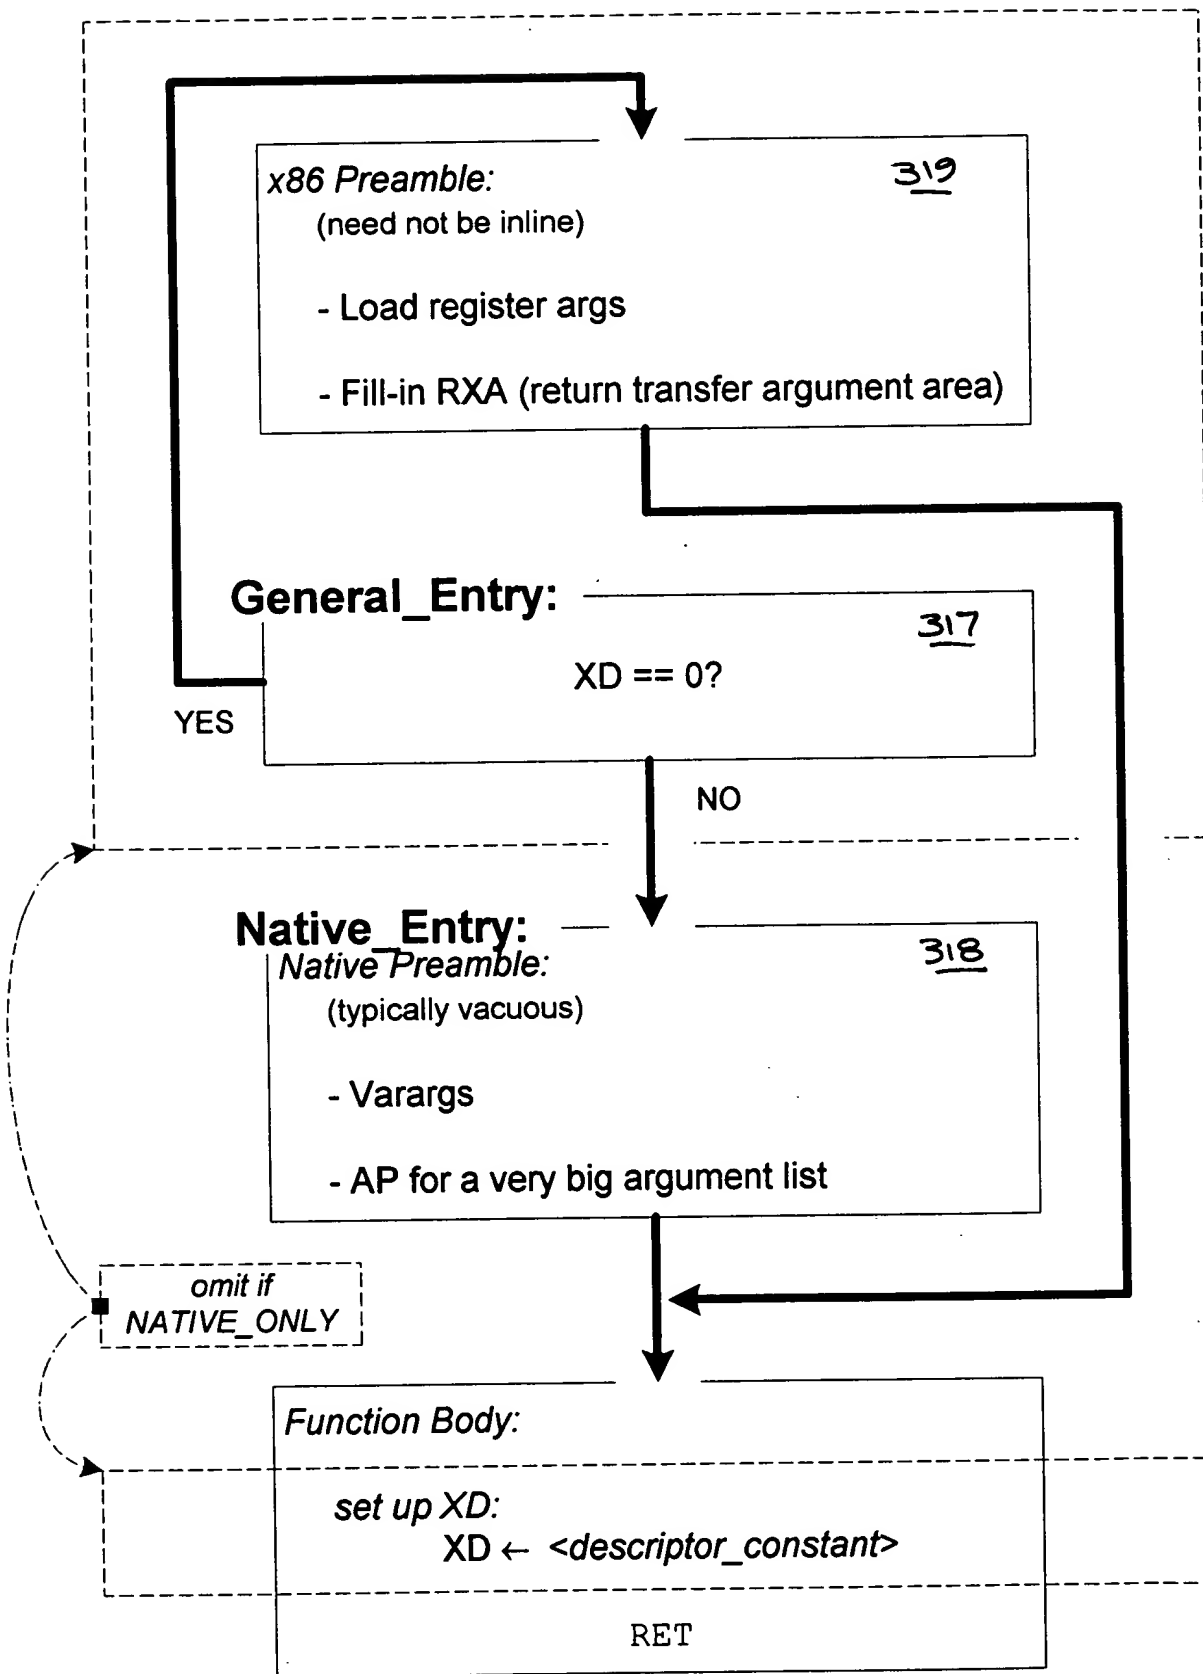 x86 Preamble:
319
(need not be inline)
- Load register args
- Fill-in RXA (return transfer argument area)
General_Entry:
317
XD == 0?
YES
NO
Native_Entry:
318
Native Preamble:
(typically vacuous)
- Varargs
- AP for a very big argument list
omit if
NATIVE_ONLY
Function Body:
set up XD:
XD ← <descriptor_constant>
RET